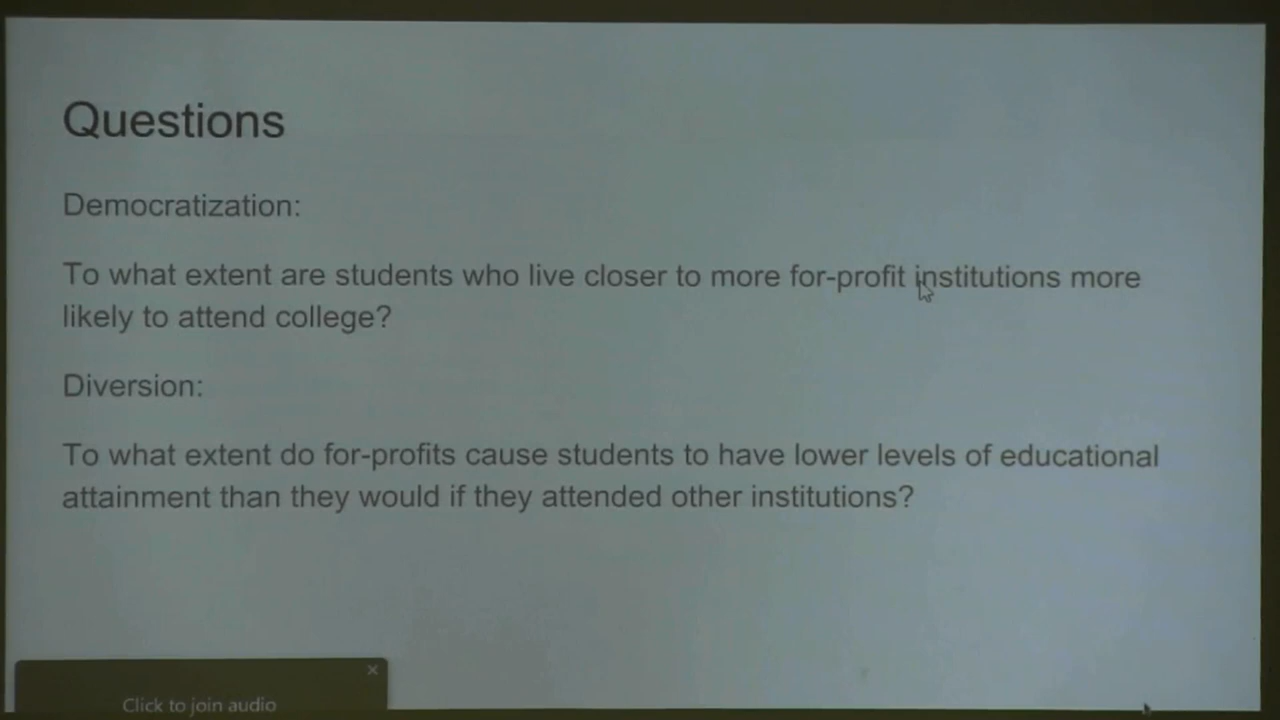 Questions
Democratization:
To what extent are students who live closer to more for-profit institutions more
likely to attend college?
Diversion:
To what extent do for-profits cause students to have lower levels of educational
attainment than they would if they attended other institutions?
Click to join audio